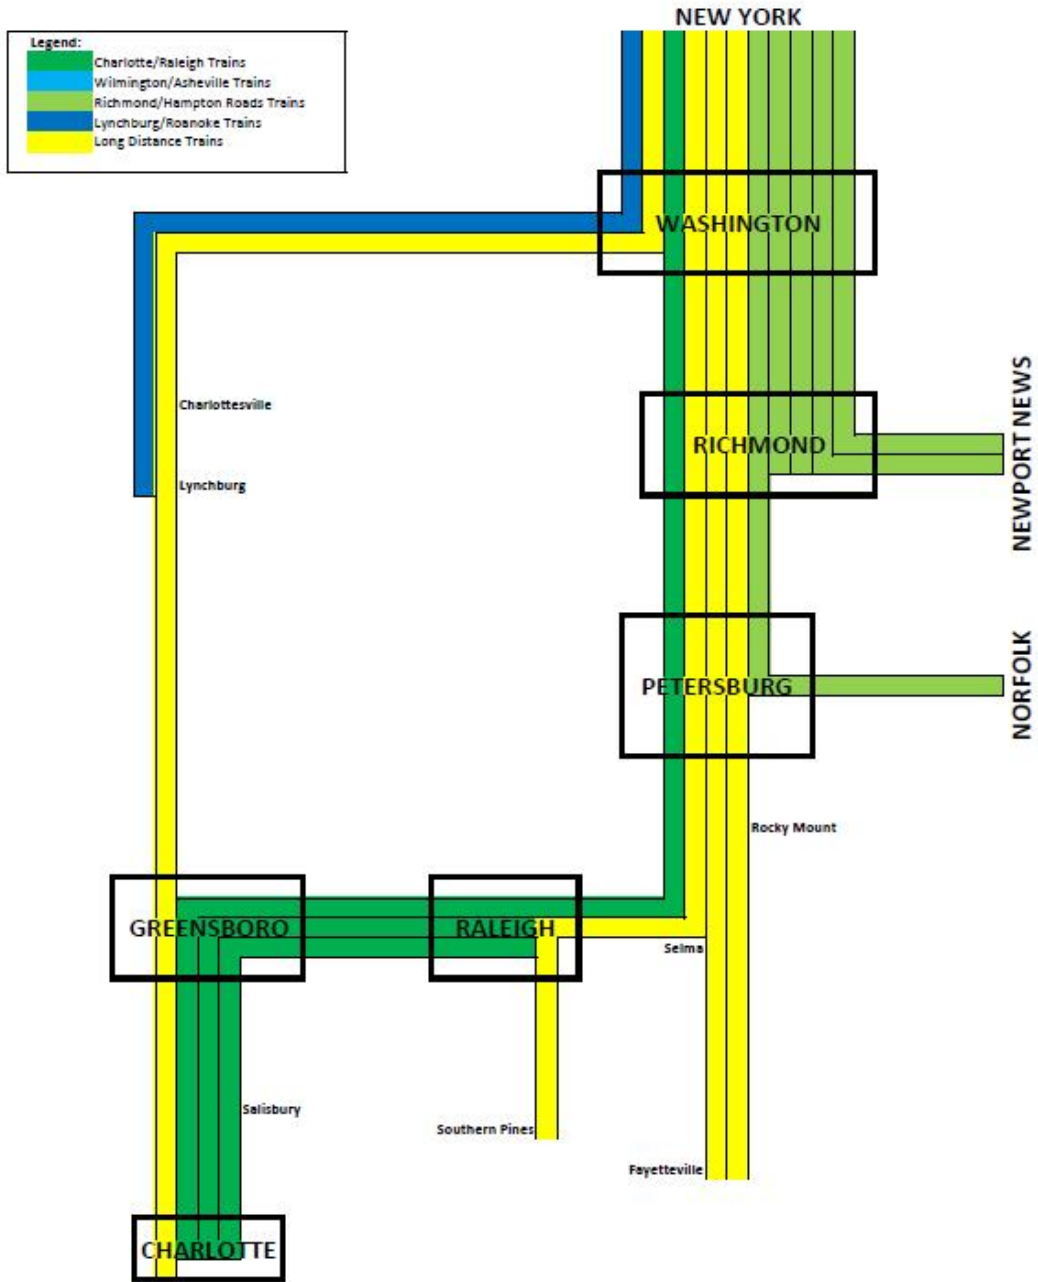 NEW YORK
Legend:
Charlotte/Raleigh Trains
Wilmington/Asheville Trains
Richmond/Hampton Roads Trains
Lynchburg/Roanoke Trains
Long Distance Trains
WASHINGTON
Charlottesville
RICHMOND
NEWPORT NEWS
Lynchburg
PETERSBURG
NORFOLK
Rocky Mount
GREENSBORO
RALEIGH
Selma
Salisbury
Southern Pines
Fayetteville
CHARLOTTE